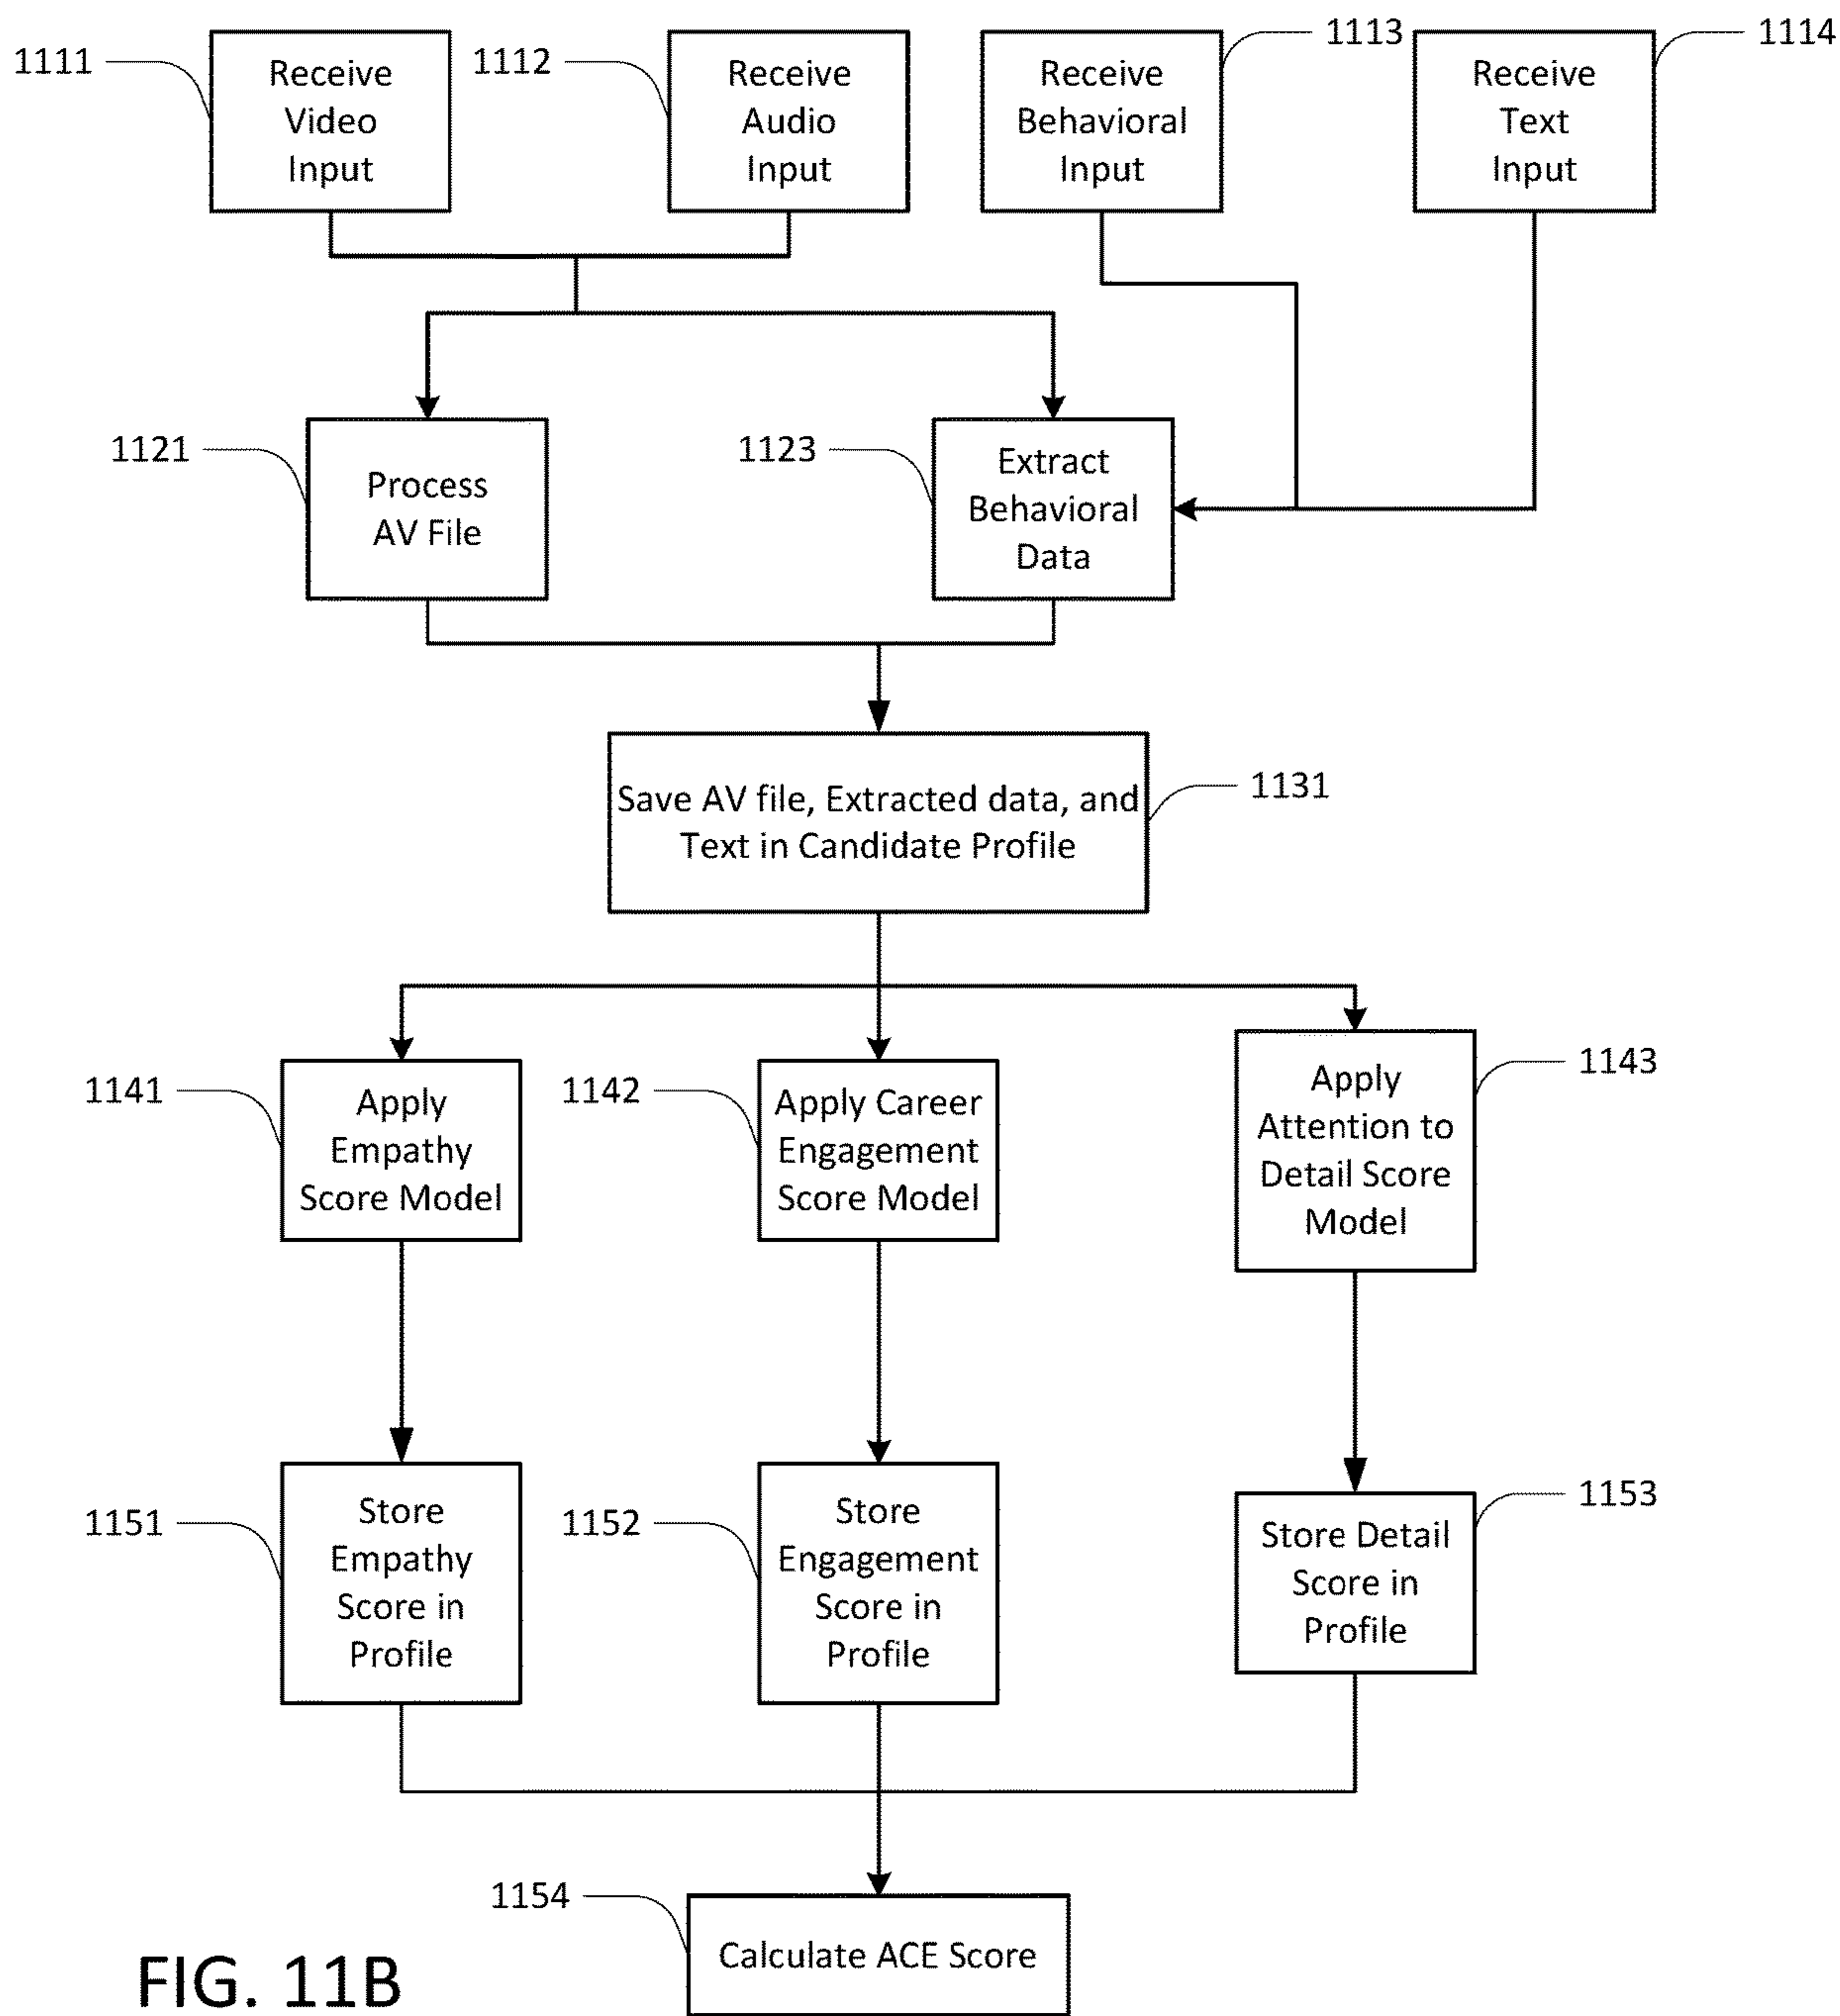 1111
Receive
Video
Input
1112
Receive
Audio
Input
Receive
Behavioral
Input
1113
Receive
Text
Input
1114
1121
Process
AV File
1123
Extract
Behavioral
Data
Save AV file, Extracted data, and
Text in Candidate Profile
1131
1141
Apply
Empathy
Score Model
1142
Apply Career
Engagement
Score Model
Apply
Attention to
Detail Score
Model
1143
1151
Store
Empathy
Score in
Profile
1152
Store
Engagement
Score in
Profile
Store Detail
Score in
Profile
1153
1154
Calculate ACE Score
FIG. 11B